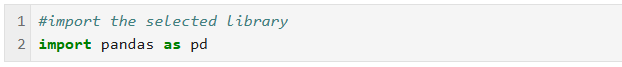 1 #import the selected library
2 import pandas as pd